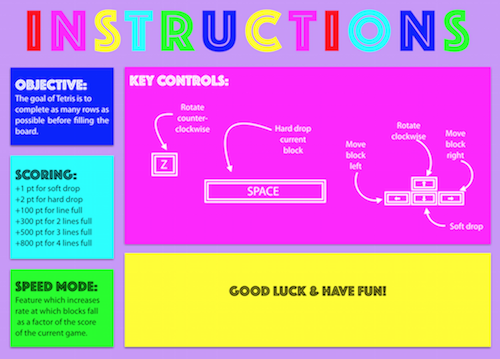 INSTRUCTIONS
OBJECTIVE:
The goal of Tetris is to
complete as many rows as
possible before filling the
board.
SCORING:
+1 pt for soft drop
+2 pt for hard drop
+100 pt for line full
+300 pt for 2 lines full
+500 pt for 3 lines full
+800 pt for 4 lines full
SPEED MODE:
Feature which increases
rate at which blocks fall
as a factor of the score
of the current game.
KEY CONTROLS:
Rotate
counter-
clockwise
Z
Hard drop
current
block
SPACE
Move
block
left
Rotate
clockwise
Move
block
right
Soft drop
GOOD LUCK & HAVE FUN!